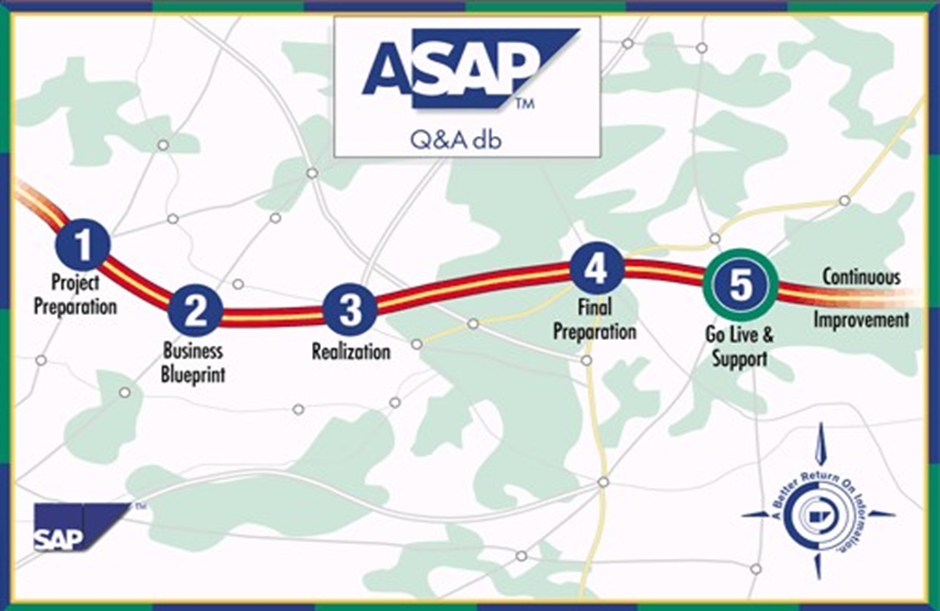 ASAP
TM
Q&A db
1
Project
Preparation
2
Business
Blueprint
3
Realization
4
Final
Preparation
5
Go Live &
Support
Continuous
Improvement
SAP
TM
A Better Return On Information.